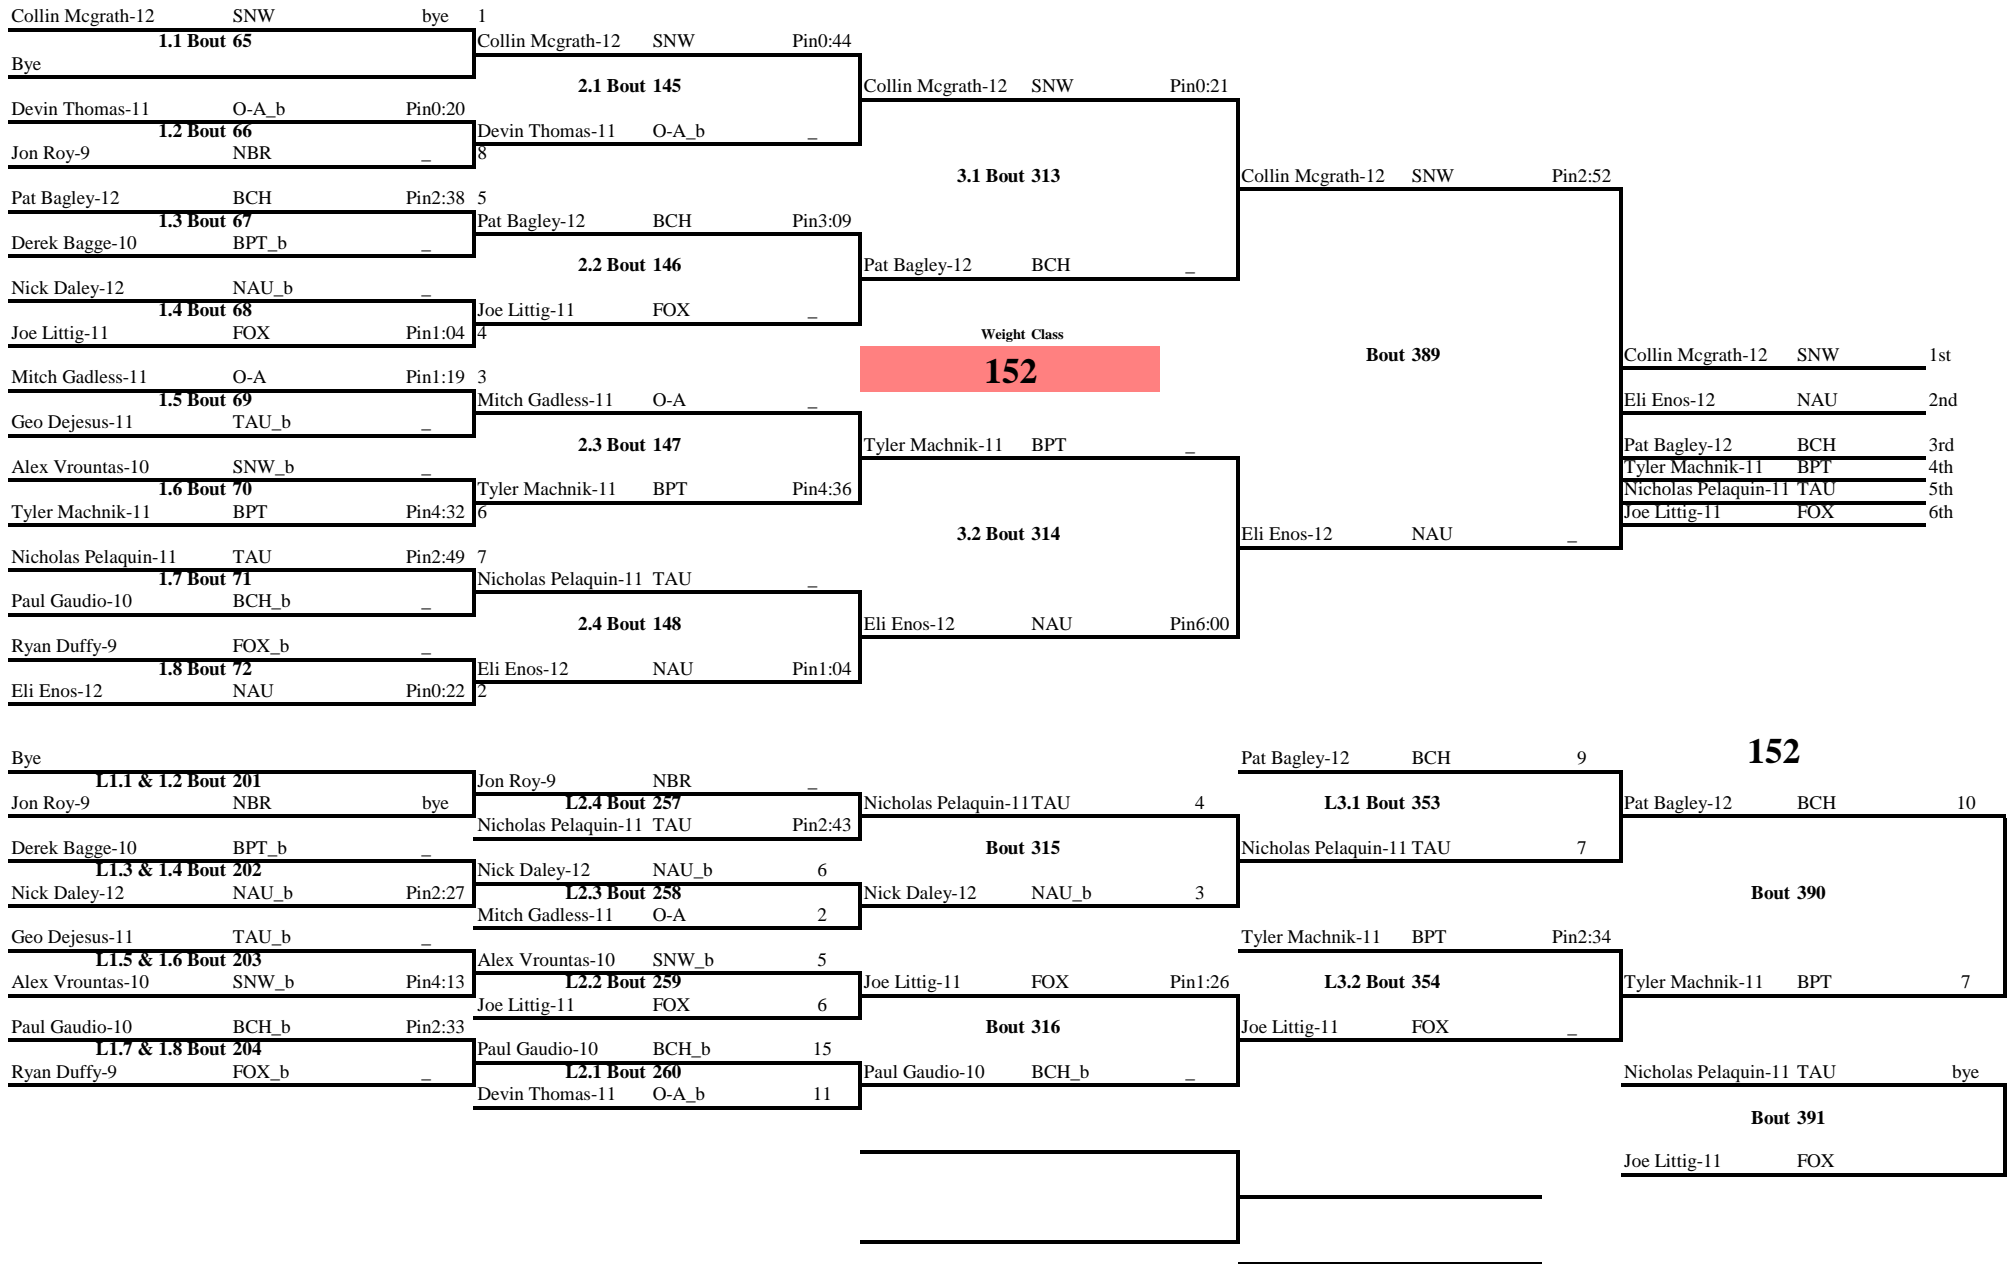 Collin Mcgrath-12 SNW bye 1
1.1 Bout 65
Bye
Devin Thomas-11 O-A_b Pin0:20
1.2 Bout 66
Jon Roy-9 NBR _ 8
Pat Bagley-12 BCH Pin2:38 5
1.3 Bout 67
Derek Bagge-10 BPT_b _
Nick Daley-12 NAU_b _
1.4 Bout 68
Joe Littig-11 FOX Pin1:04 4
Mitch Gadless-11 O-A Pin1:19 3
1.5 Bout 69
Geo Dejesus-11 TAU_b _
Alex Vrountas-10 SNW_b _
1.6 Bout 70
Tyler Machnik-11 BPT Pin4:32 6
Nicholas Pelaquin-11 TAU Pin2:49 7
1.7 Bout 71
Paul Gaudio-10 BCH_b _
Ryan Duffy-9 FOX_b _
1.8 Bout 72
Eli Enos-12 NAU Pin0:22 2
Collin Mcgrath-12 SNW Pin0:44
2.1 Bout 145
Devin Thomas-11 O-A_b _
Pat Bagley-12 BCH Pin3:09
2.2 Bout 146
Joe Littig-11 FOX _
Mitch Gadless-11 O-A _
2.3 Bout 147
Tyler Machnik-11 BPT Pin4:36
Nicholas Pelaquin-11 TAU _
2.4 Bout 148
Eli Enos-12 NAU Pin1:04
Collin Mcgrath-12 SNW Pin0:21
3.1 Bout 313
Pat Bagley-12 BCH _
Weight Class
152
Tyler Machnik-11 BPT _
3.2 Bout 314
Eli Enos-12 NAU Pin6:00
Collin Mcgrath-12 SNW Pin2:52
Bout 389
Eli Enos-12 NAU _
Collin Mcgrath-12 SNW 1st
Eli Enos-12 NAU 2nd
Pat Bagley-12 BCH 3rd
Tyler Machnik-11 BPT 4th
Nicholas Pelaquin-11 TAU 5th
Joe Littig-11 FOX 6th
Bye
L1.1 & 1.2 Bout 201
Jon Roy-9 NBR bye
Derek Bagge-10 BPT_b _
L1.3 & 1.4 Bout 202
Nick Daley-12 NAU_b Pin2:27
Geo Dejesus-11 TAU_b _
L1.5 & 1.6 Bout 203
Alex Vrountas-10 SNW_b Pin4:13
Paul Gaudio-10 BCH_b Pin2:33
L1.7 & 1.8 Bout 204
Ryan Duffy-9 FOX_b _
Jon Roy-9 NBR _
L2.4 Bout 257
Nicholas Pelaquin-11 TAU Pin2:43
Nick Daley-12 NAU_b 6
L2.3 Bout 258
Mitch Gadless-11 O-A 2
Alex Vrountas-10 SNW_b 5
L2.2 Bout 259
Joe Littig-11 FOX 6
Paul Gaudio-10 BCH_b 15
L2.1 Bout 260
Devin Thomas-11 O-A_b 11
Nicholas Pelaquin-11 TAU 4
Bout 315
Nick Daley-12 NAU_b 3
Joe Littig-11 FOX Pin1:26
Bout 316
Paul Gaudio-10 BCH_b _
Pat Bagley-12 BCH 9
L3.1 Bout 353
Nicholas Pelaquin-11 TAU 7
Tyler Machnik-11 BPT Pin2:34
L3.2 Bout 354
Joe Littig-11 FOX _
152
Pat Bagley-12 BCH 10
Bout 390
Tyler Machnik-11 BPT 7
Nicholas Pelaquin-11 TAU bye
Bout 391
Joe Littig-11 FOX